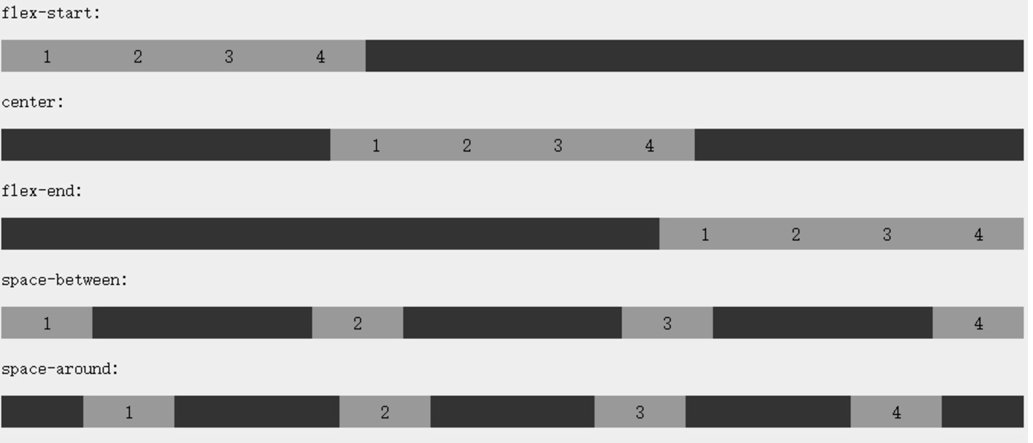 flex-start:
1 2 3 4
center:
1 2 3 4
flex-end:
1 2 3 4
space-between:
1 2 3 4
space-around:
1 2 3 4